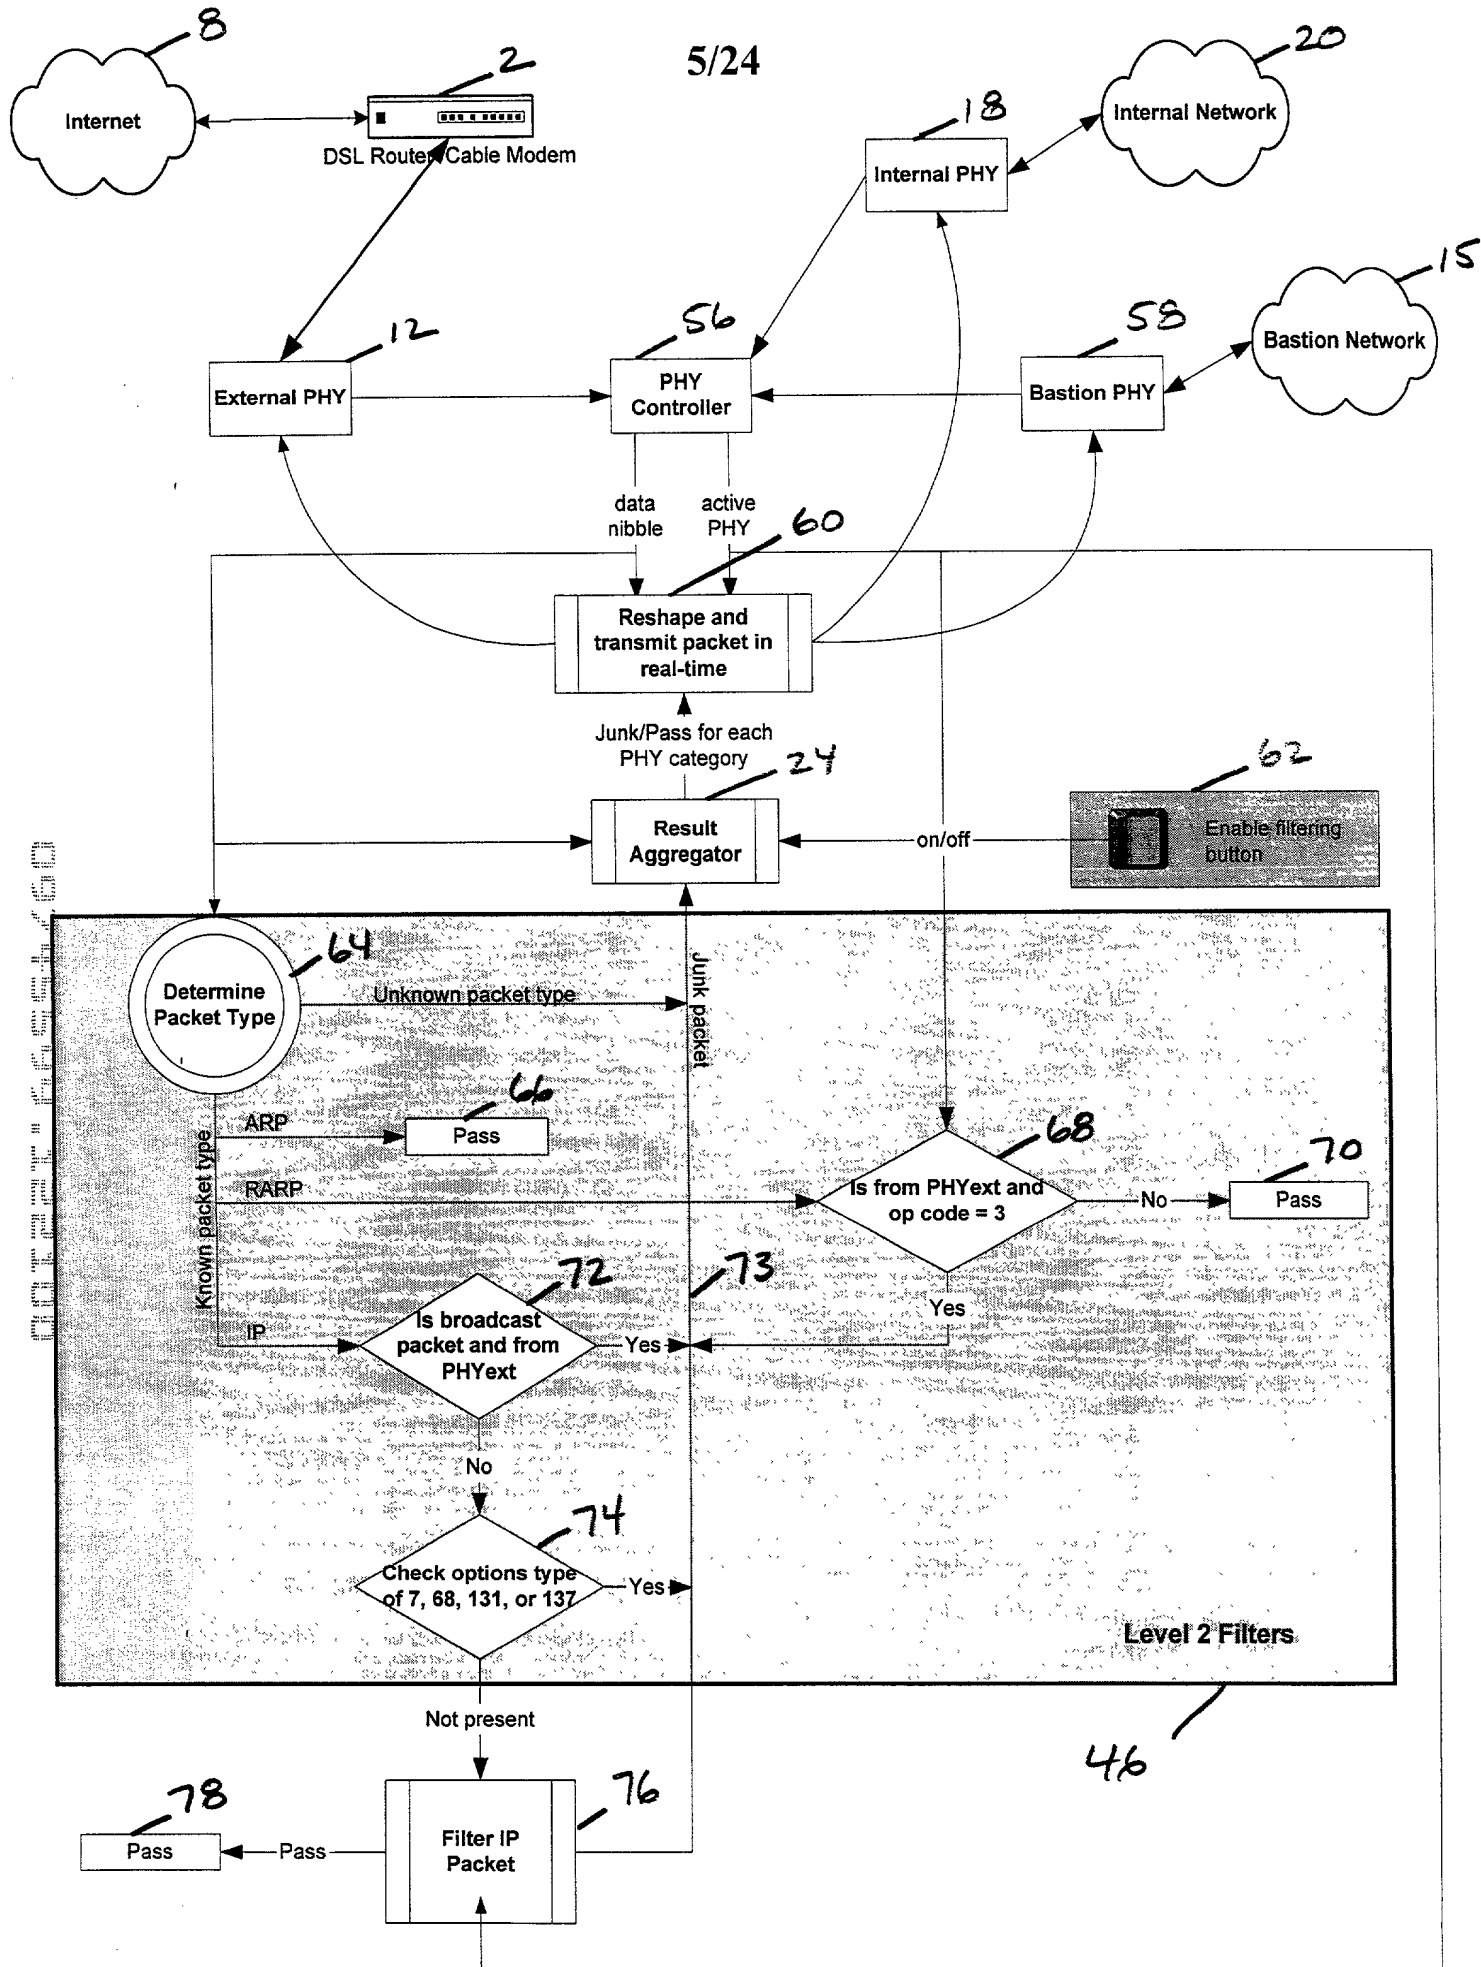 5/24
8
2
20
Internet
DSL Router/Cable Modem
18
Internal Network
Internal PHY
15
12
56
58
Bastion Network
External PHY
PHY
Controller
Bastion PHY
data
nibble
active
PHY
60
Reshape and
transmit packet in
real-time
Junk/Pass for each
PHY category
24
62
Result
Aggregator
on/off
Enable filtering
button
64
Determine
Packet Type
Unknown packet type
Junk packet
66
ARP
Pass
68
70
Known packet type
RARP
Is from PHYext and
op code = 3
No
Pass
72
73
IP
Is broadcast
packet and from
PHYext
Yes
Yes
No
74
Check options type
of 7, 68, 131, or 137
Yes
Level 2 Filters
46
Not present
78
76
Pass
Pass
Filter IP
Packet